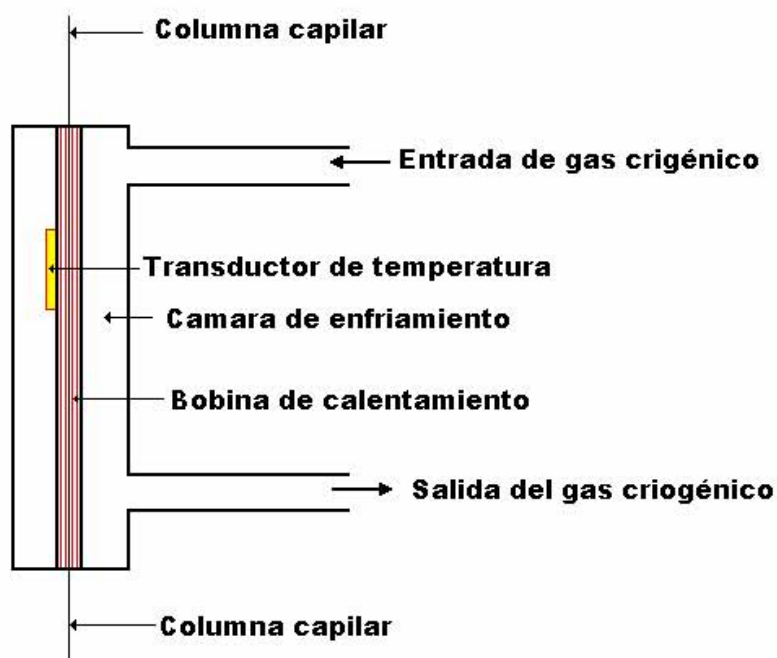 Columna capilar
Entrada de gas crigénico
Transductor de temperatura
Camara de enfriamiento
Bobina de calentamiento
Salida del gas criogénico
Columna capilar